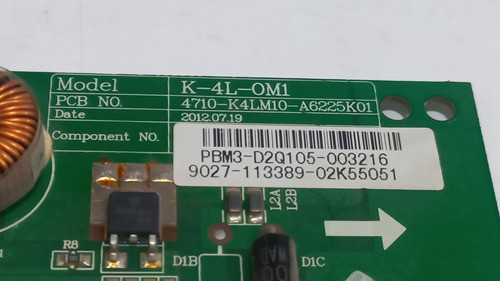 Model K-4L-OM1
PCB NO. 4710-K4LM10-A6225K01
Date 2012.07.19
Component NO.
PBM3-D2Q105-003216
9027-113389-02K55051
L2A
L2B
R8
D1B
D1C